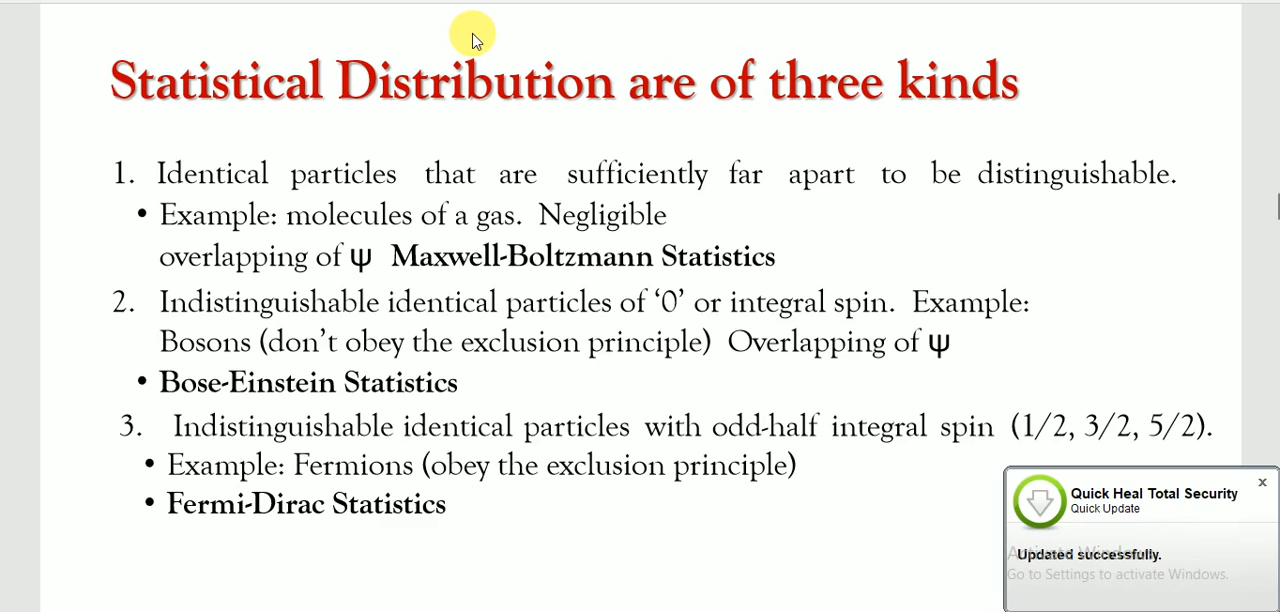 Statistical Distribution are of three kinds
1. Identical particles that are sufficiently far apart to be distinguishable.
• Example: molecules of a gas. Negligible
overlapping of ψ Maxwell-Boltzmann Statistics
2. Indistinguishable identical particles of ‘0’ or integral spin. Example:
Bosons (don’t obey the exclusion principle) Overlapping of ψ
• Bose-Einstein Statistics
3. Indistinguishable identical particles with odd-half integral spin (1/2, 3/2, 5/2).
• Example: Fermions (obey the exclusion principle)
• Fermi-Dirac Statistics
Quick Heal Total Security
Quick Update
x
Activate Windows
Updated successfully.
Go to Settings to activate Windows.